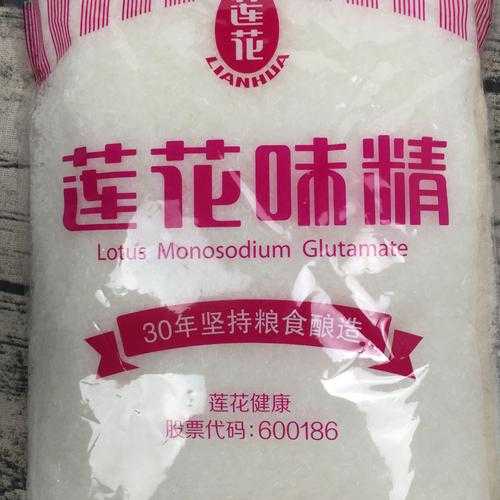 莲花
LIANHUA
莲花味精
Lotus Monosodium Glutamate
30年坚持粮食酿造
莲花健康
股票代码:600186